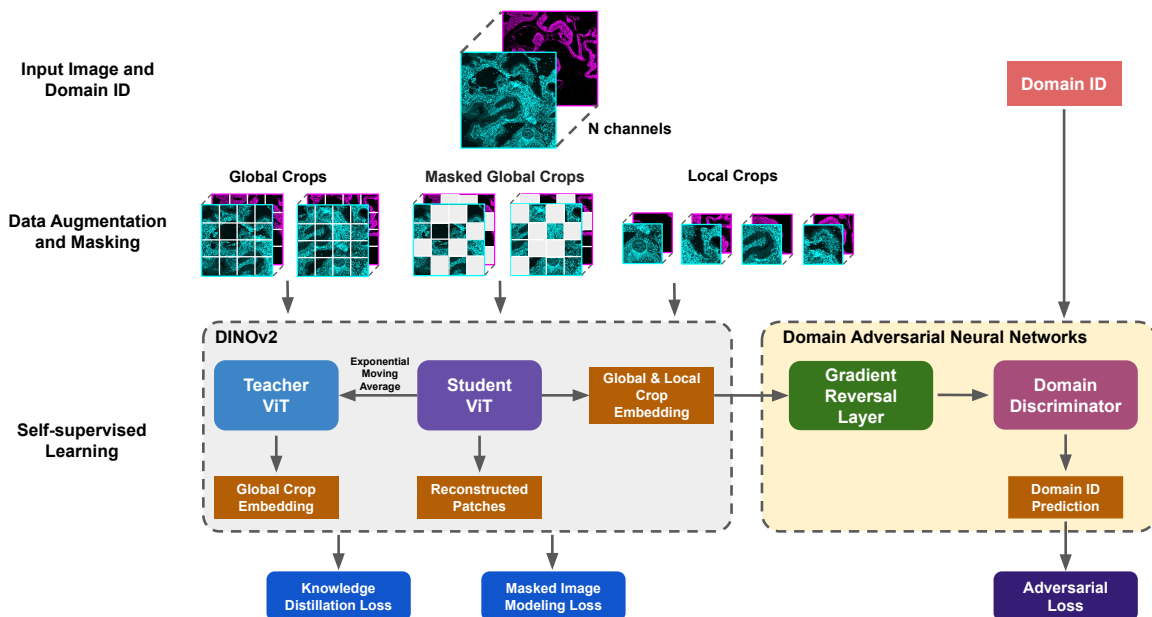 Input Image and
Domain ID
N channels
Domain ID
Global Crops
Masked Global Crops
Local Crops
Data Augmentation
and Masking
DINOv2
Domain Adversarial Neural Networks
Teacher
ViT
Exponential
Moving
Average
Student
ViT
Global & Local
Crop
Embedding
Gradient
Reversal
Layer
Domain
Discriminator
Self-supervised
Learning
Global Crop
Embedding
Reconstructed
Patches
Domain ID
Prediction
Knowledge
Distillation Loss
Masked Image
Modeling Loss
Adversarial
Loss